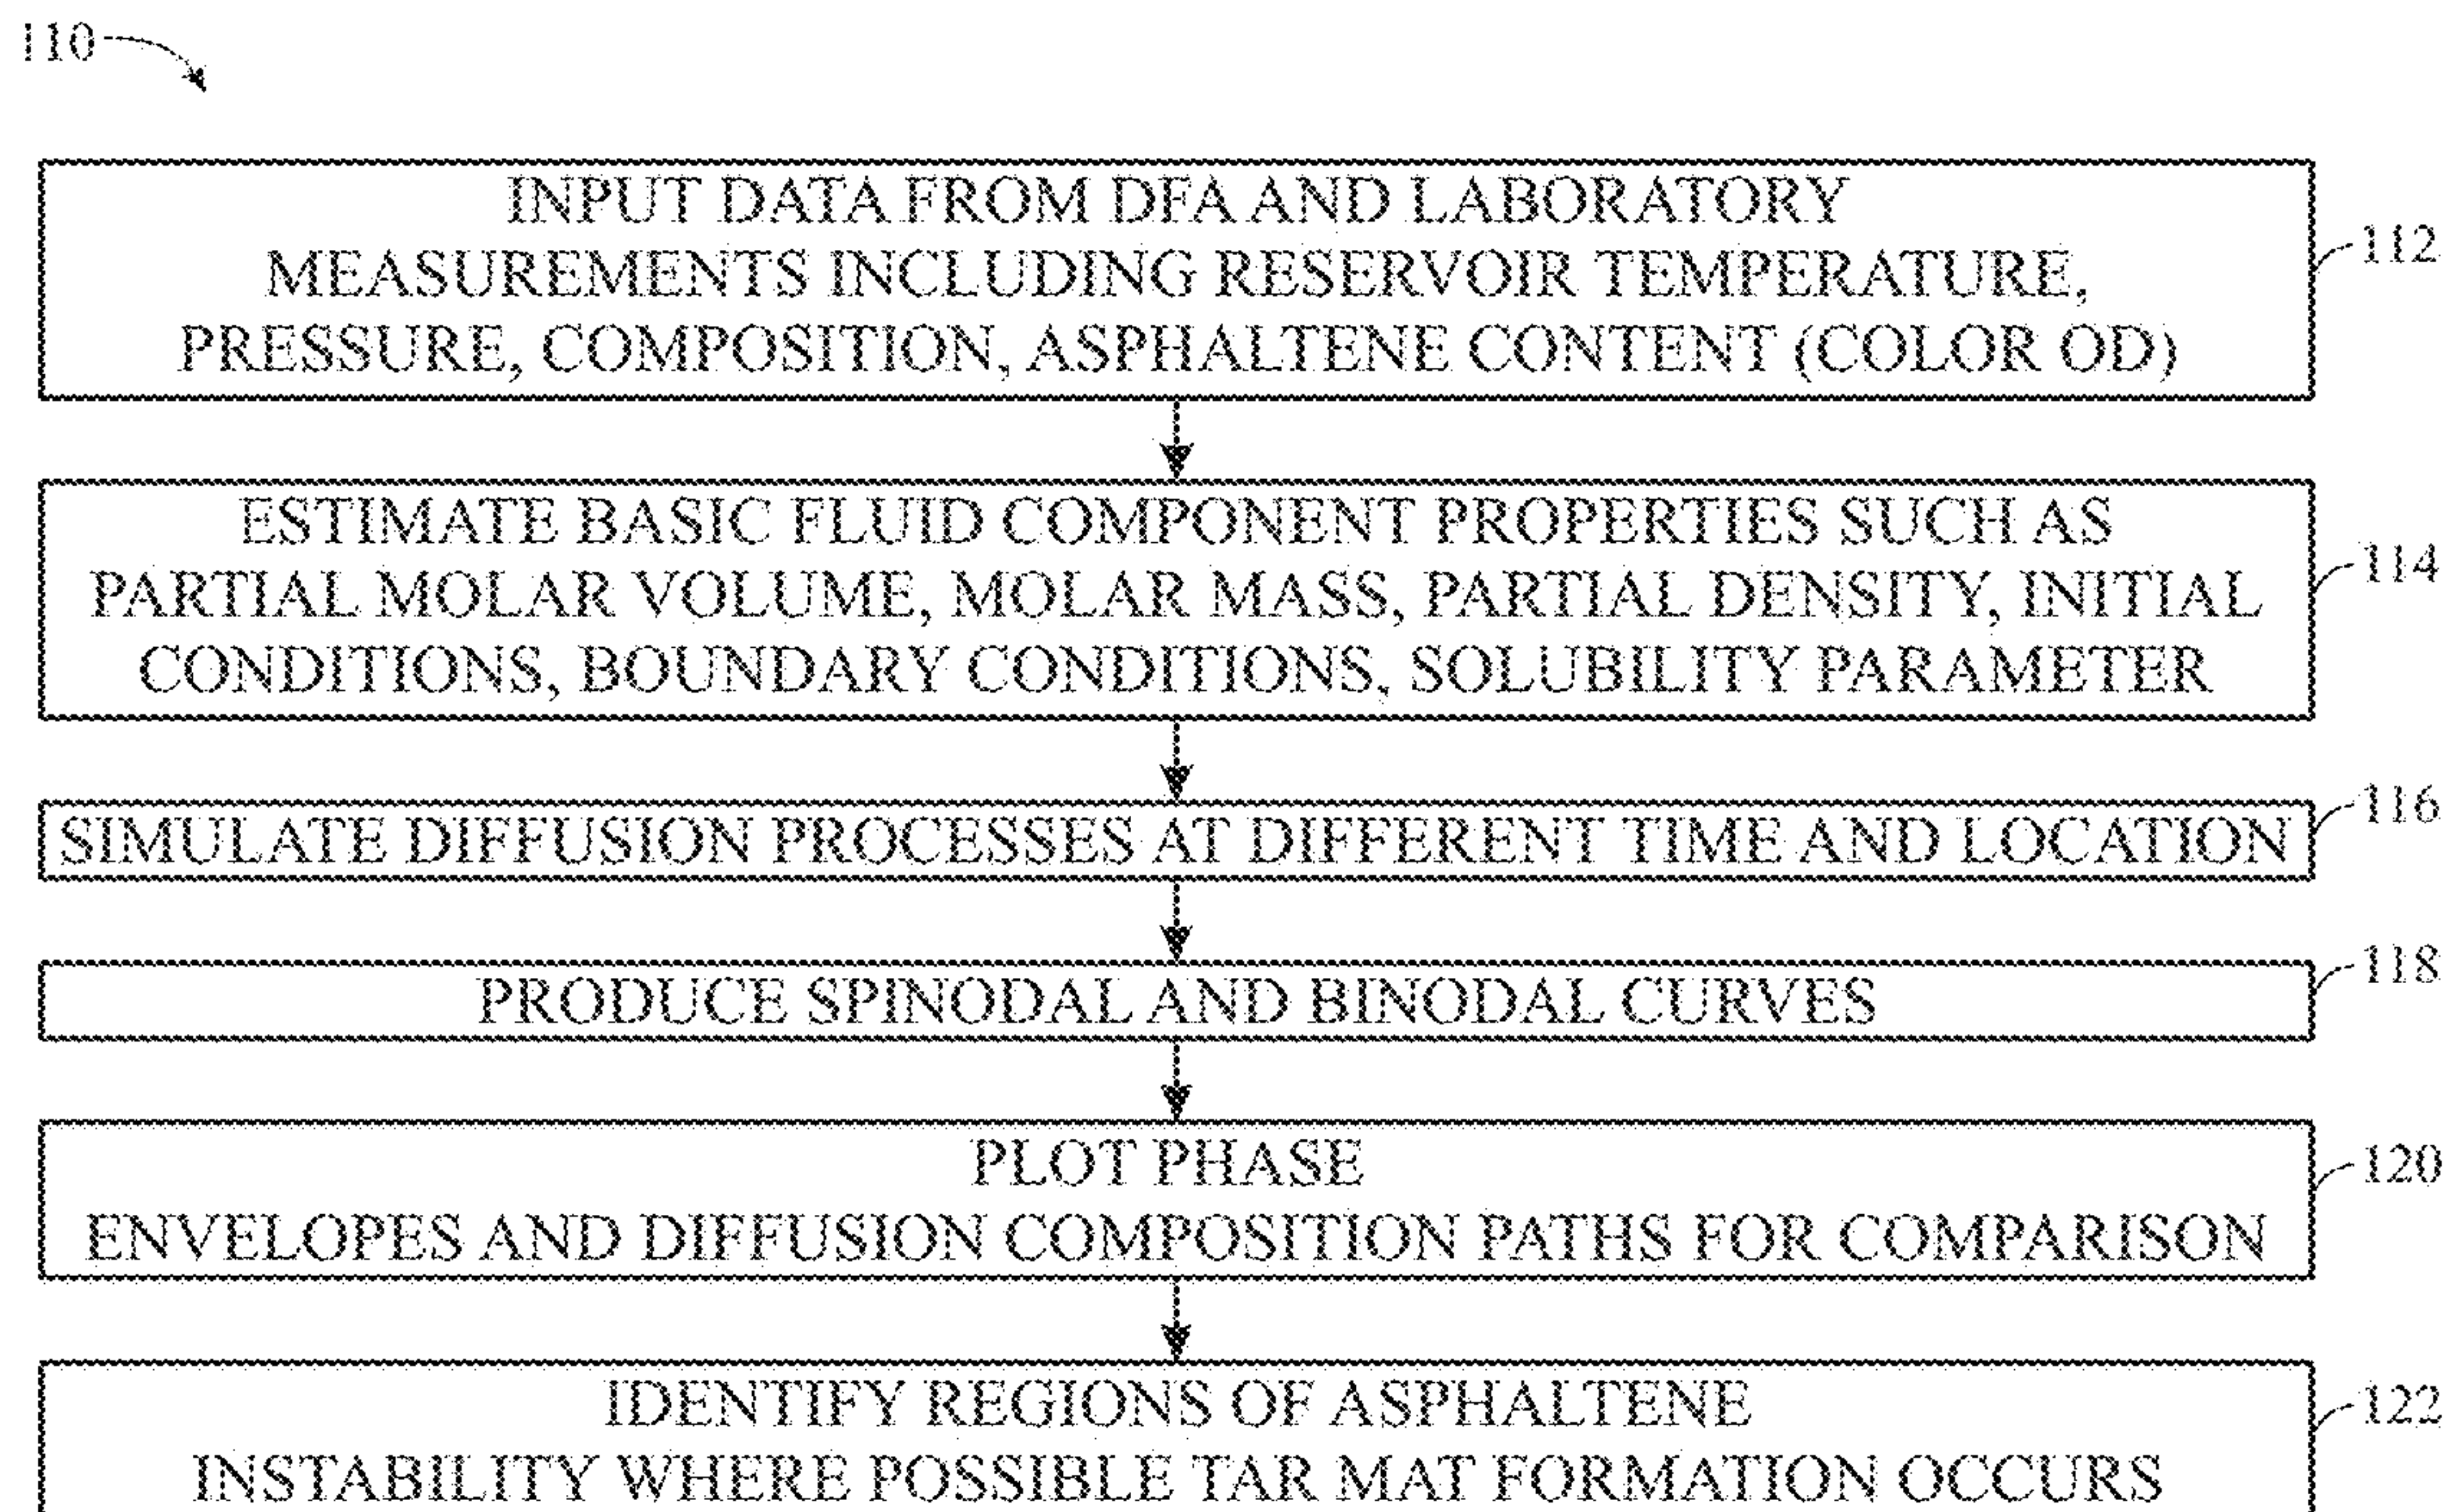 110
INPUT DATA FROM DFA AND LABORATORY
MEASUREMENTS INCLUDING RESERVOIR TEMPERATURE,
PRESSURE, COMPOSITION, ASPHALTENE CONTENT (COLOR OD)
112
ESTIMATE BASIC FLUID COMPONENT PROPERTIES SUCH AS
PARTIAL MOLAR VOLUME, MOLAR MASS, PARTIAL DENSITY, INITIAL
CONDITIONS, BOUNDARY CONDITIONS, SOLUBILITY PARAMETER
114
SIMULATE DIFFUSION PROCESSES AT DIFFERENT TIME AND LOCATION
116
PRODUCE SPINODAL AND BINODAL CURVES
118
PLOT PHASE
ENVELOPES AND DIFFUSION COMPOSITION PATHS FOR COMPARISON
120
IDENTIFY REGIONS OF ASPHALTENE
INSTABILITY WHERE POSSIBLE TAR MAT FORMATION OCCURS
122